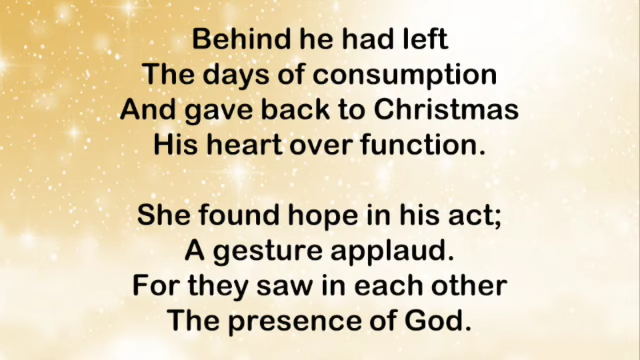 Behind he had left
The days of consumption
And gave back to Christmas
His heart over function.
She found hope in his act;
A gesture applaud.
For they saw in each other
The presence of God.